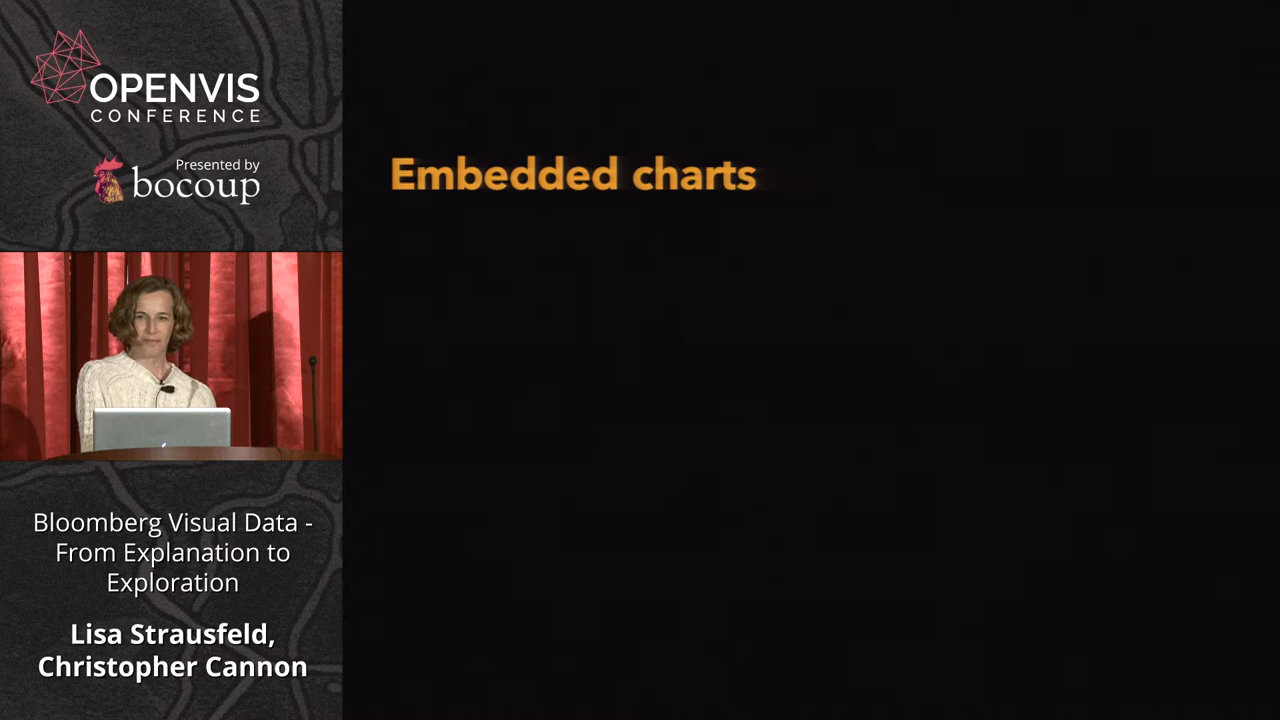 OPENVIS
CONFERENCE
Presented by
bocoup
Embedded charts
Bloomberg Visual Data -
From Explanation to
Exploration
Lisa Strausfeld,
Christopher Cannon